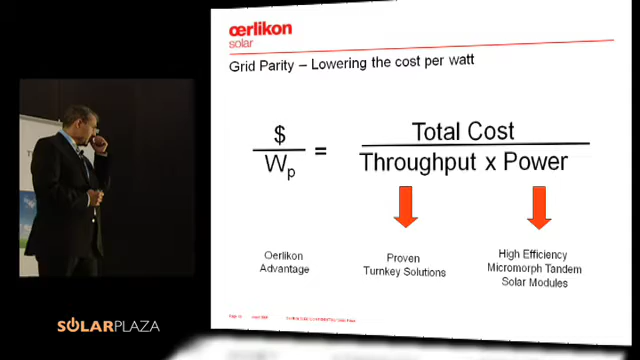 œrlikon
solar
Grid Parity – Lowering the cost per watt
$
Wp
=
Total Cost
Throughput x Power
Oerlikon
Advantage
Proven
Turnkey Solutions
High Efficiency
Micromorph Tandem
Solar Modules
SOLARPLAZA